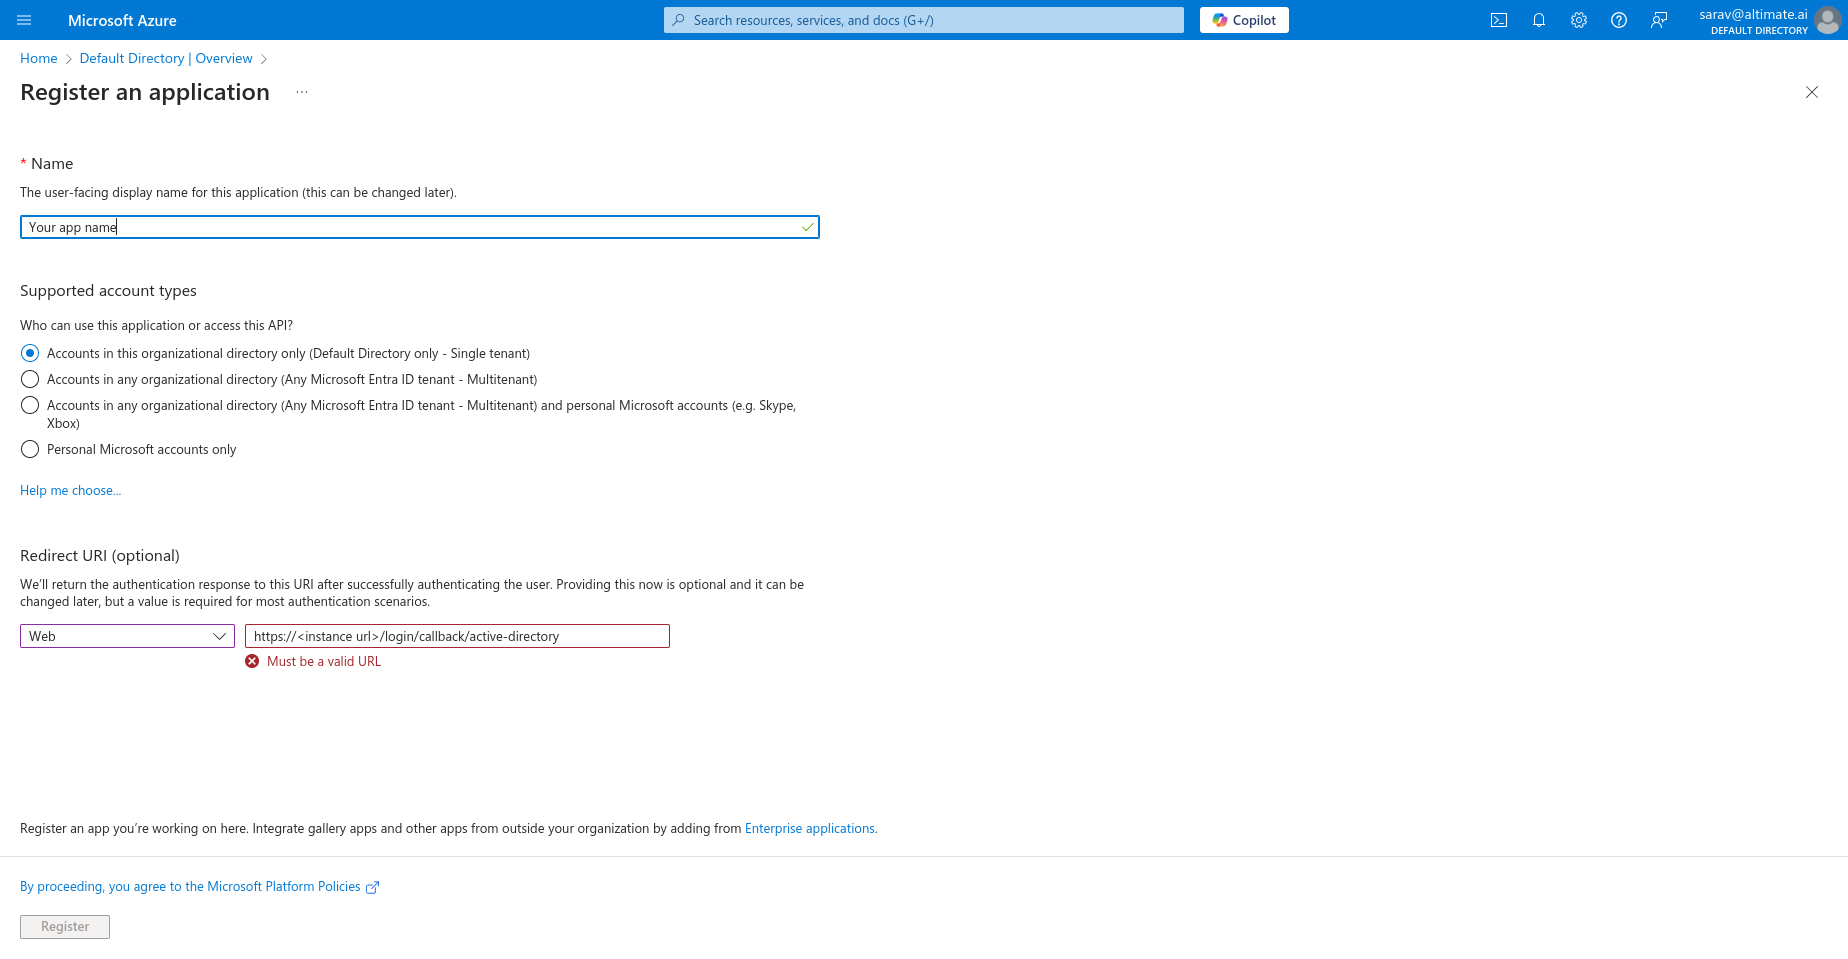 Microsoft Azure
Search resources, services, and docs (G+/)
Copilot
sarav@altimate.ai
DEFAULT DIRECTORY
Home > Default Directory | Overview >
Register an application ...
* Name
The user-facing display name for this application (this can be changed later).
Your app name
Supported account types
Who can use this application or access this API?
Accounts in this organizational directory only (Default Directory only - Single tenant)
Accounts in any organizational directory (Any Microsoft Entra ID tenant - Multitenant)
Accounts in any organizational directory (Any Microsoft Entra ID tenant - Multitenant) and personal Microsoft accounts (e.g. Skype,
Xbox)
Personal Microsoft accounts only
Help me choose...
Redirect URI (optional)
We'll return the authentication response to this URI after successfully authenticating the user. Providing this now is optional and it can be
changed later, but a value is required for most authentication scenarios.
Web
https://<instance url>/login/callback/active-directory
Must be a valid URL
Register an app you're working on here. Integrate gallery apps and other apps from outside your organization by adding from Enterprise applications.
By proceeding, you agree to the Microsoft Platform Policies
Register